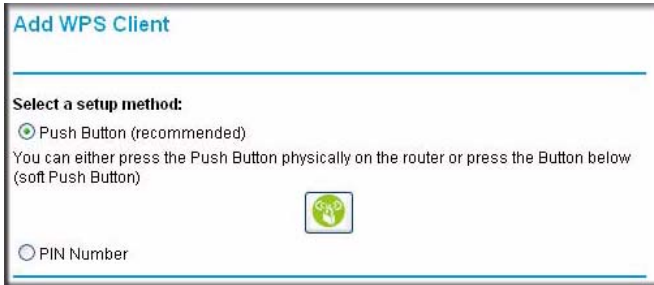 Add WPS Client
Select a setup method:
Push Button (recommended)
You can either press the Push Button physically on the router or press the Button below
(soft Push Button)
PIN Number